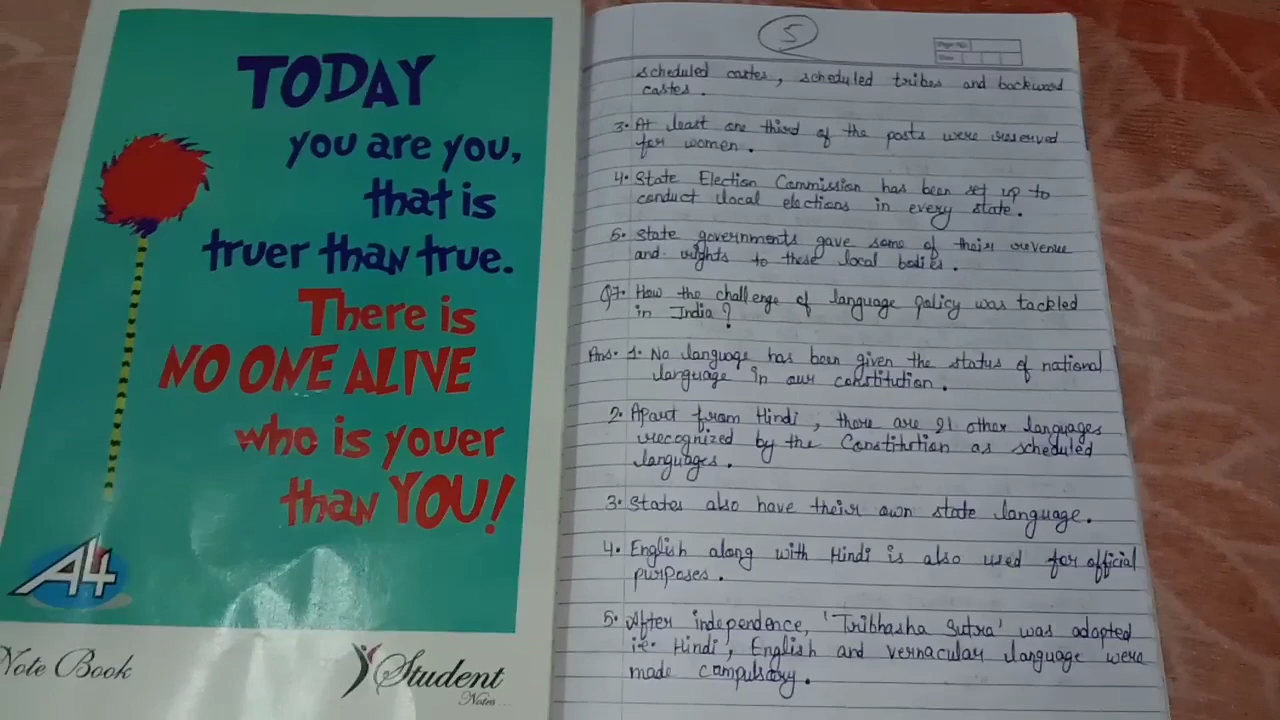 TODAY
you are you,
that is
truer than true.
There is
NO ONE ALIVE
who is youer
than YOU!
A4
Note Book
Student
Notes...
5
Page No.
Date
scheduled castes, scheduled tribes and backward
castes.
3. At least one third of the posts were reserved
for women.
4. State Election Commission has been set up to
conduct local elections in every state.
5. State governments gave some of their revenue
and rights to these local bodies.
Q7. How the challenge of language policy was tackled
in India?
Ans. 1. No language has been given the status of national
language in our constitution.
2. Apart from Hindi, there are 21 other languages
recognized by the Constitution as scheduled
languages.
3. States also have their own state language.
4. English along with Hindi is also used for official
purposes.
5. After independence, 'Tribhasha Sutra' was adopted
i.e. Hindi, English and vernacular language were
made compulsory.